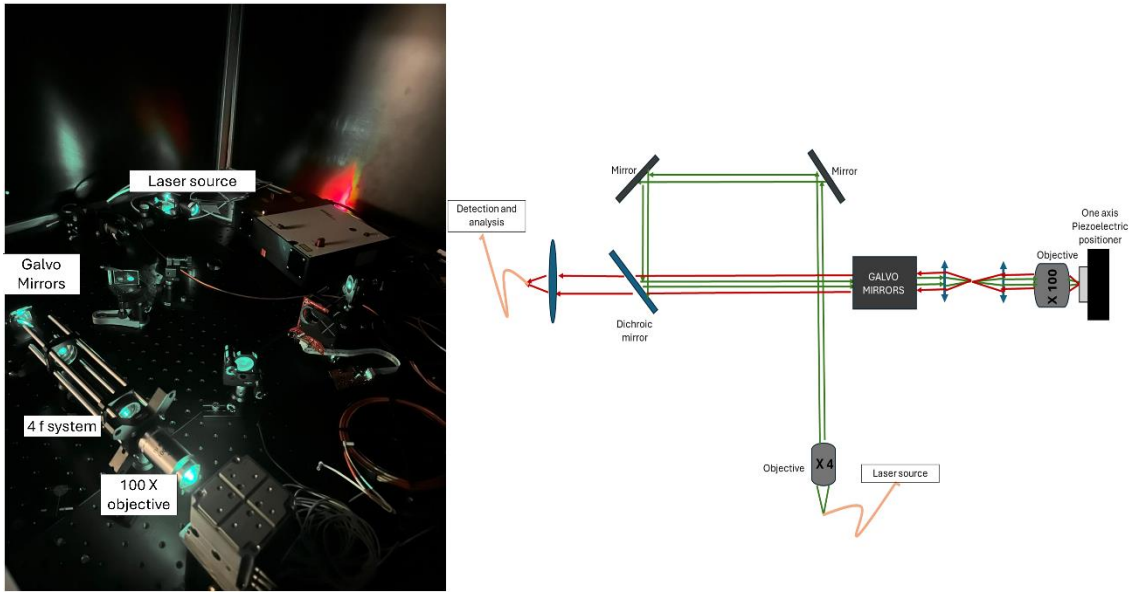 Laser source
Galvo
Mirrors
4 f system
100 X
objective
Mirror
Mirror
Detection and
analysis
Dichroic
mirror
GALVO
MIRRORS
Objective
X 100
One axis
Piezoelectric
positioner
Objective
X 4
Laser source